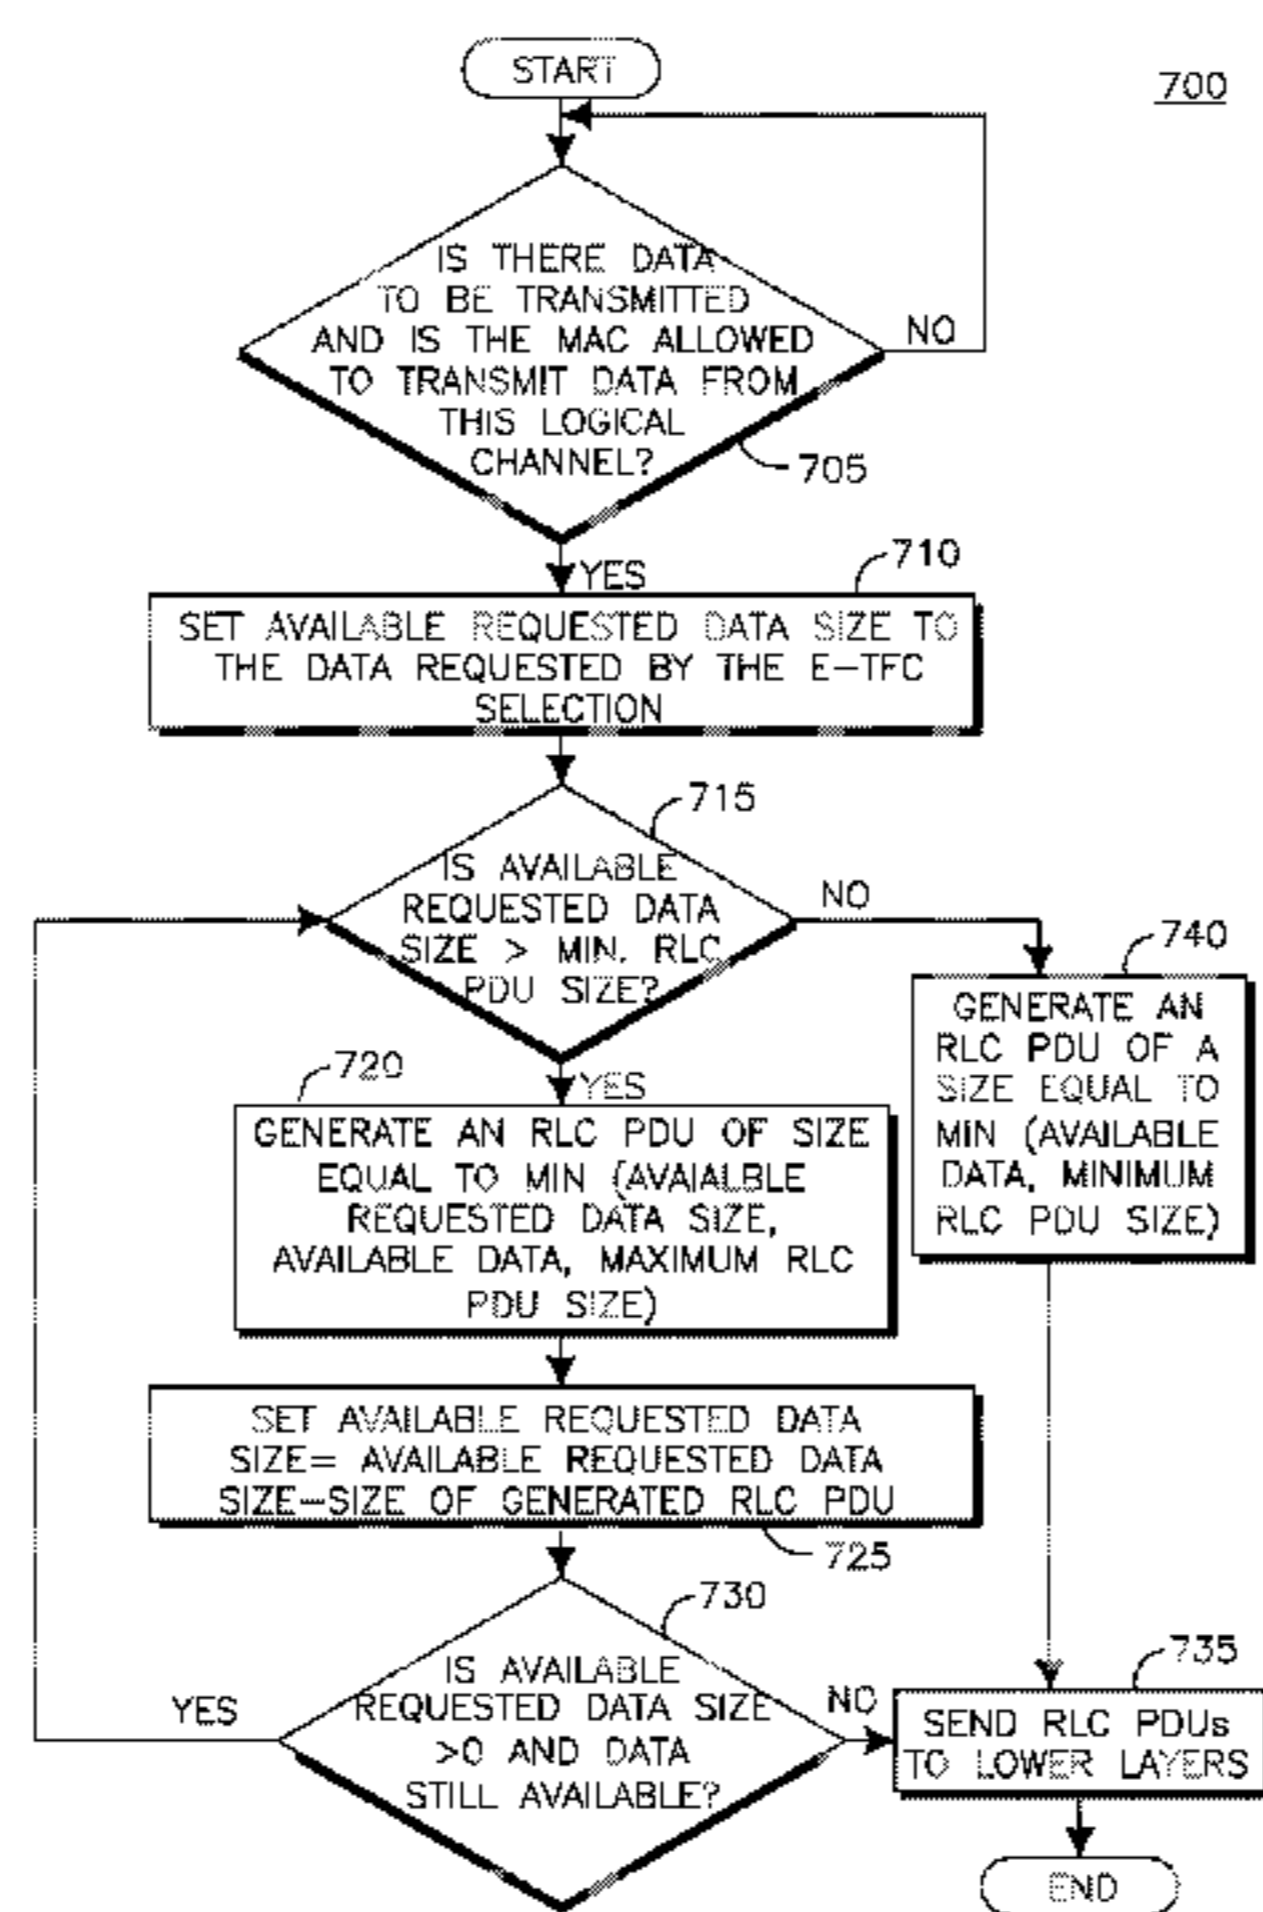 START
700
IS THERE DATA
TO BE TRANSMITTED
AND IS THE MAC ALLOWED
TO TRANSMIT DATA FROM
THIS LOGICAL
CHANNEL?
NO
705
YES
710
SET AVAILABLE REQUESTED DATA SIZE TO
THE DATA REQUESTED BY THE E-TFC
SELECTION
715
IS AVAILABLE
REQUESTED DATA
SIZE > MIN. RLC
PDU SIZE?
NO
740
GENERATE AN
RLC PDU OF A
SIZE EQUAL TO
MIN (AVAILABLE
DATA, MINIMUM
RLC PDU SIZE)
YES
720
GENERATE AN RLC PDU OF SIZE
EQUAL TO MIN (AVAIALBLE
REQUESTED DATA SIZE,
AVAILABLE DATA, MAXIMUM RLC
PDU SIZE)
SET AVAILABLE REQUESTED DATA
SIZE= AVAILABLE REQUESTED DATA
SIZE-SIZE OF GENERATED RLC PDU
725
730
IS AVAILABLE
REQUESTED DATA SIZE
>0 AND DATA
STILL AVAILABLE?
YES
NO
735
SEND RLC PDUs
TO LOWER LAYERS
END